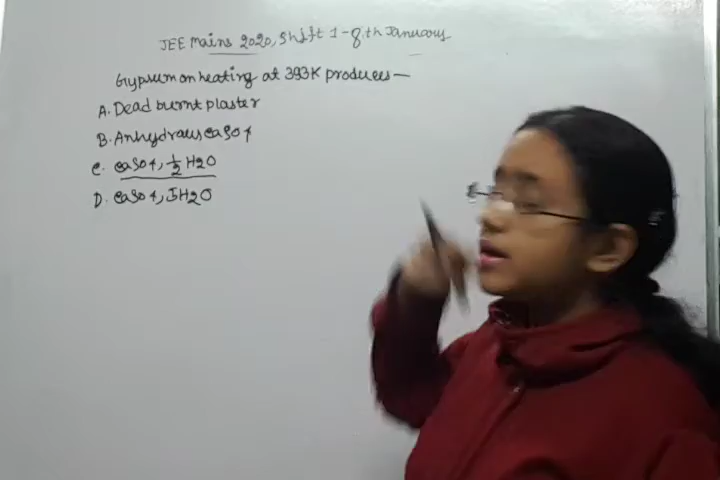 JEE Mains 2020, Shift 1-8th January
Gypsum on heating at 393K produces—
A. Dead burnt plaster
B. Anhydrous CaSO4
C. CaSO4, 1/2 H2O
D. CaSO4, 5H2O